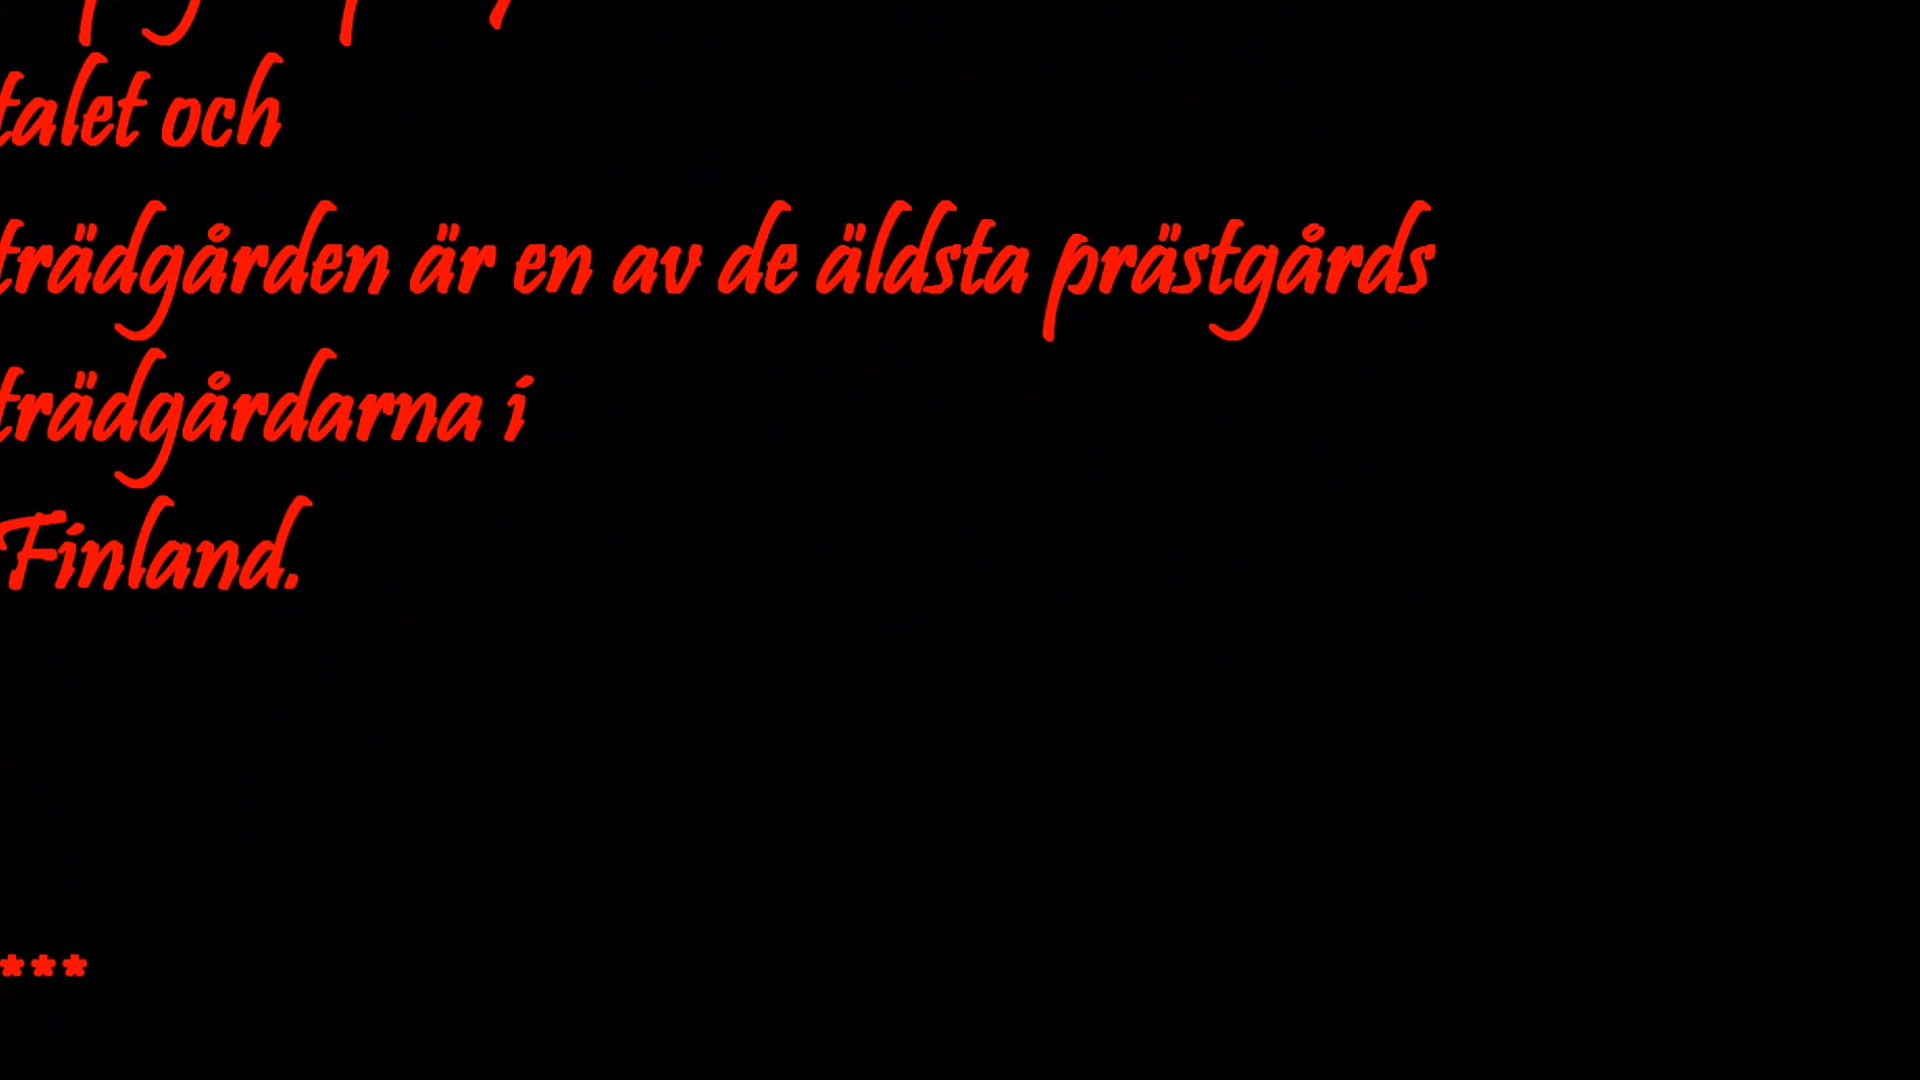 talet och
trädgården är en av de äldsta prästgårds
trädgårdarna i
Finland.
***